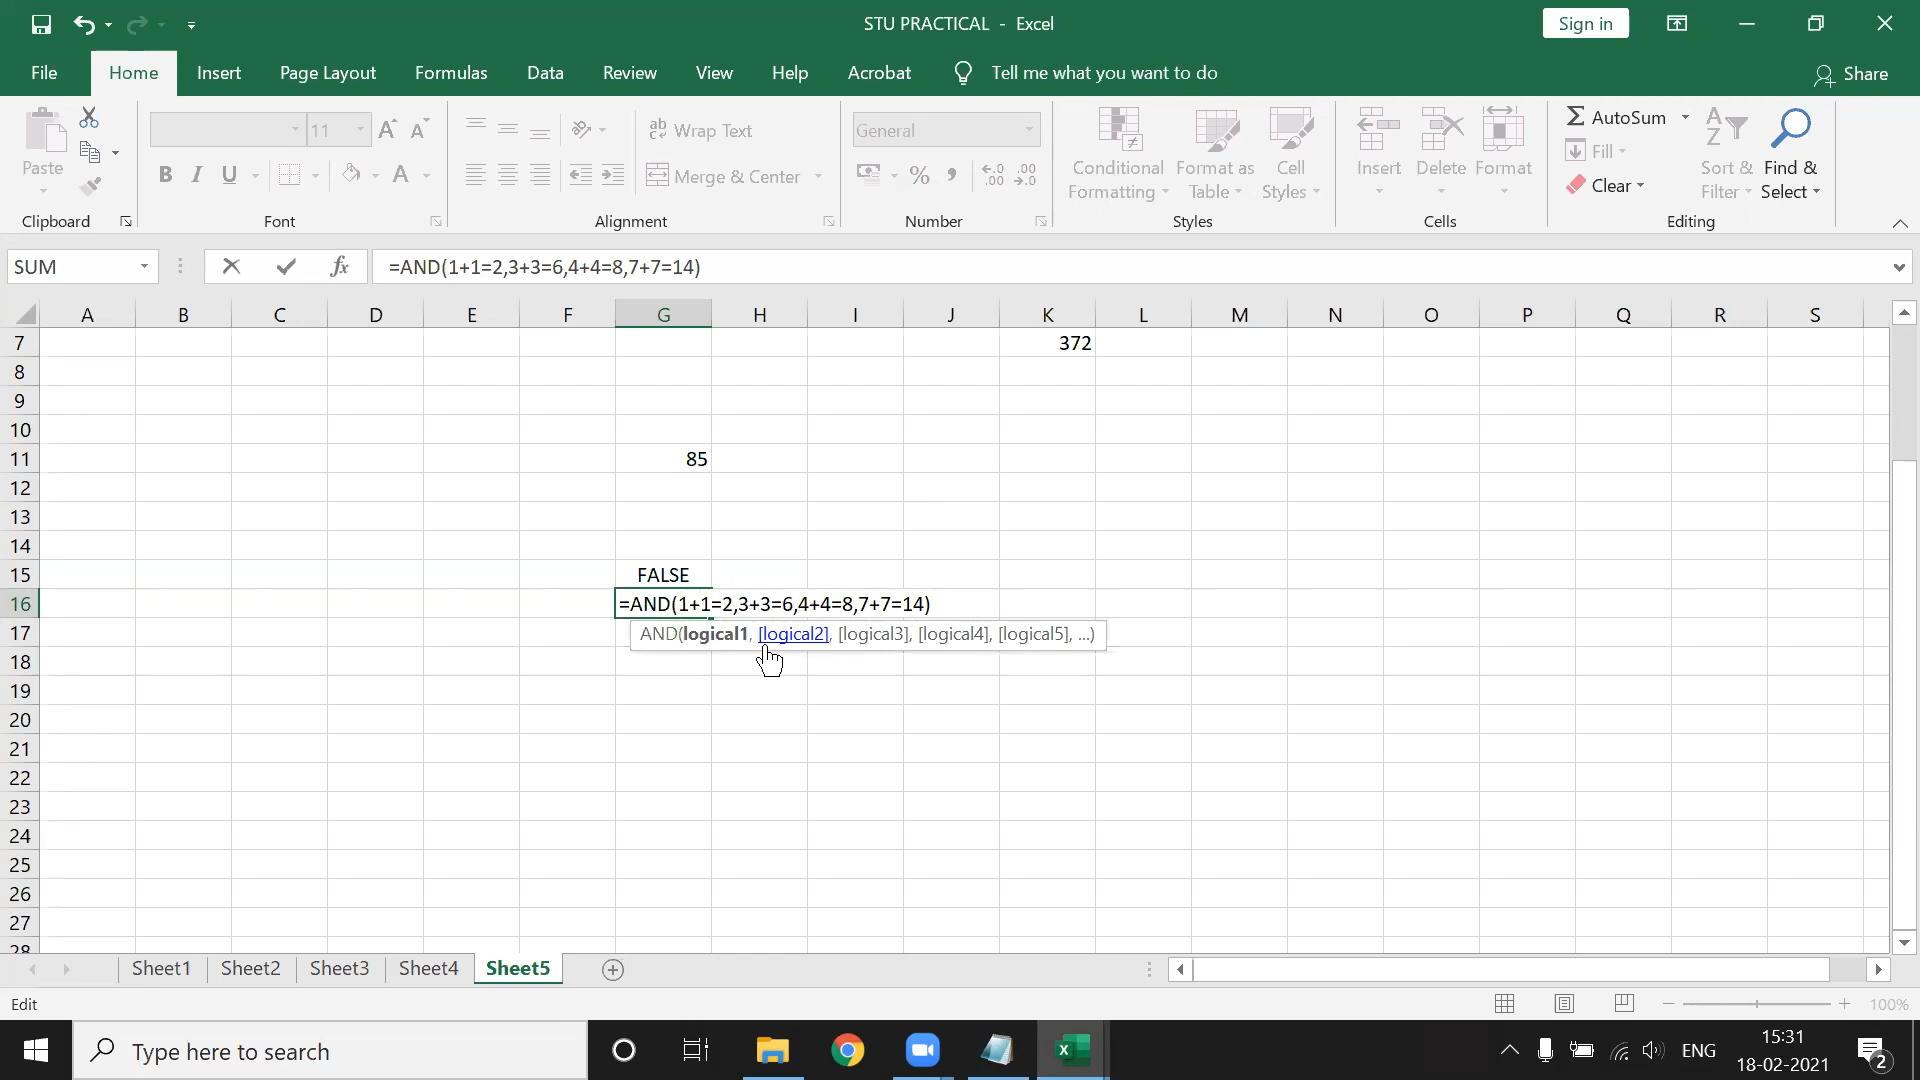 STU PRACTICAL - Excel
Sign in
File Home Insert Page Layout Formulas Data Review View Help Acrobat Tell me what you want to do Share
Paste
11
B I U A
ab Wrap Text
Merge & Center
General
% ,
Conditional Formatting
Format as Table
Cell Styles
Insert Delete Format
AutoSum
Fill
Clear
Sort & Filter
Find & Select
Clipboard Font Alignment Number Styles Cells Editing
SUM fx =AND(1+1=2,3+3=6,4+4=8,7+7=14)
A B C D E F G H I J K L M N O P Q R S
7 372
8
9
10
11 85
12
13
14
15 FALSE
16 =AND(1+1=2,3+3=6,4+4=8,7+7=14)
17 AND(logical1, [logical2], [logical3], [logical4], [logical5], ...)
18
19
20
21
22
23
24
25
26
27
28
Sheet1 Sheet2 Sheet3 Sheet4 Sheet5
Edit 100%
Type here to search
ENG
15:31
18-02-2021
2